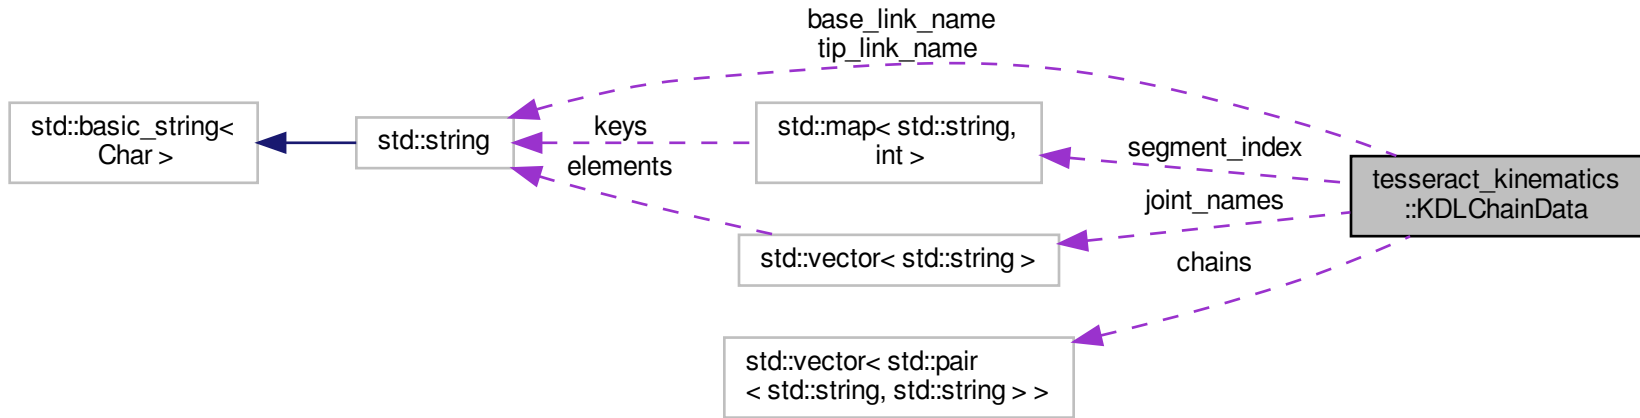 base_link_name
tip_link_name
std::basic_string<
Char >
std::string
keys
elements
std::map< std::string,
int >
segment_index
joint_names
tesseract_kinematics
::KDLChainData
std::vector< std::string >
chains
std::vector< std::pair
< std::string, std::string > >